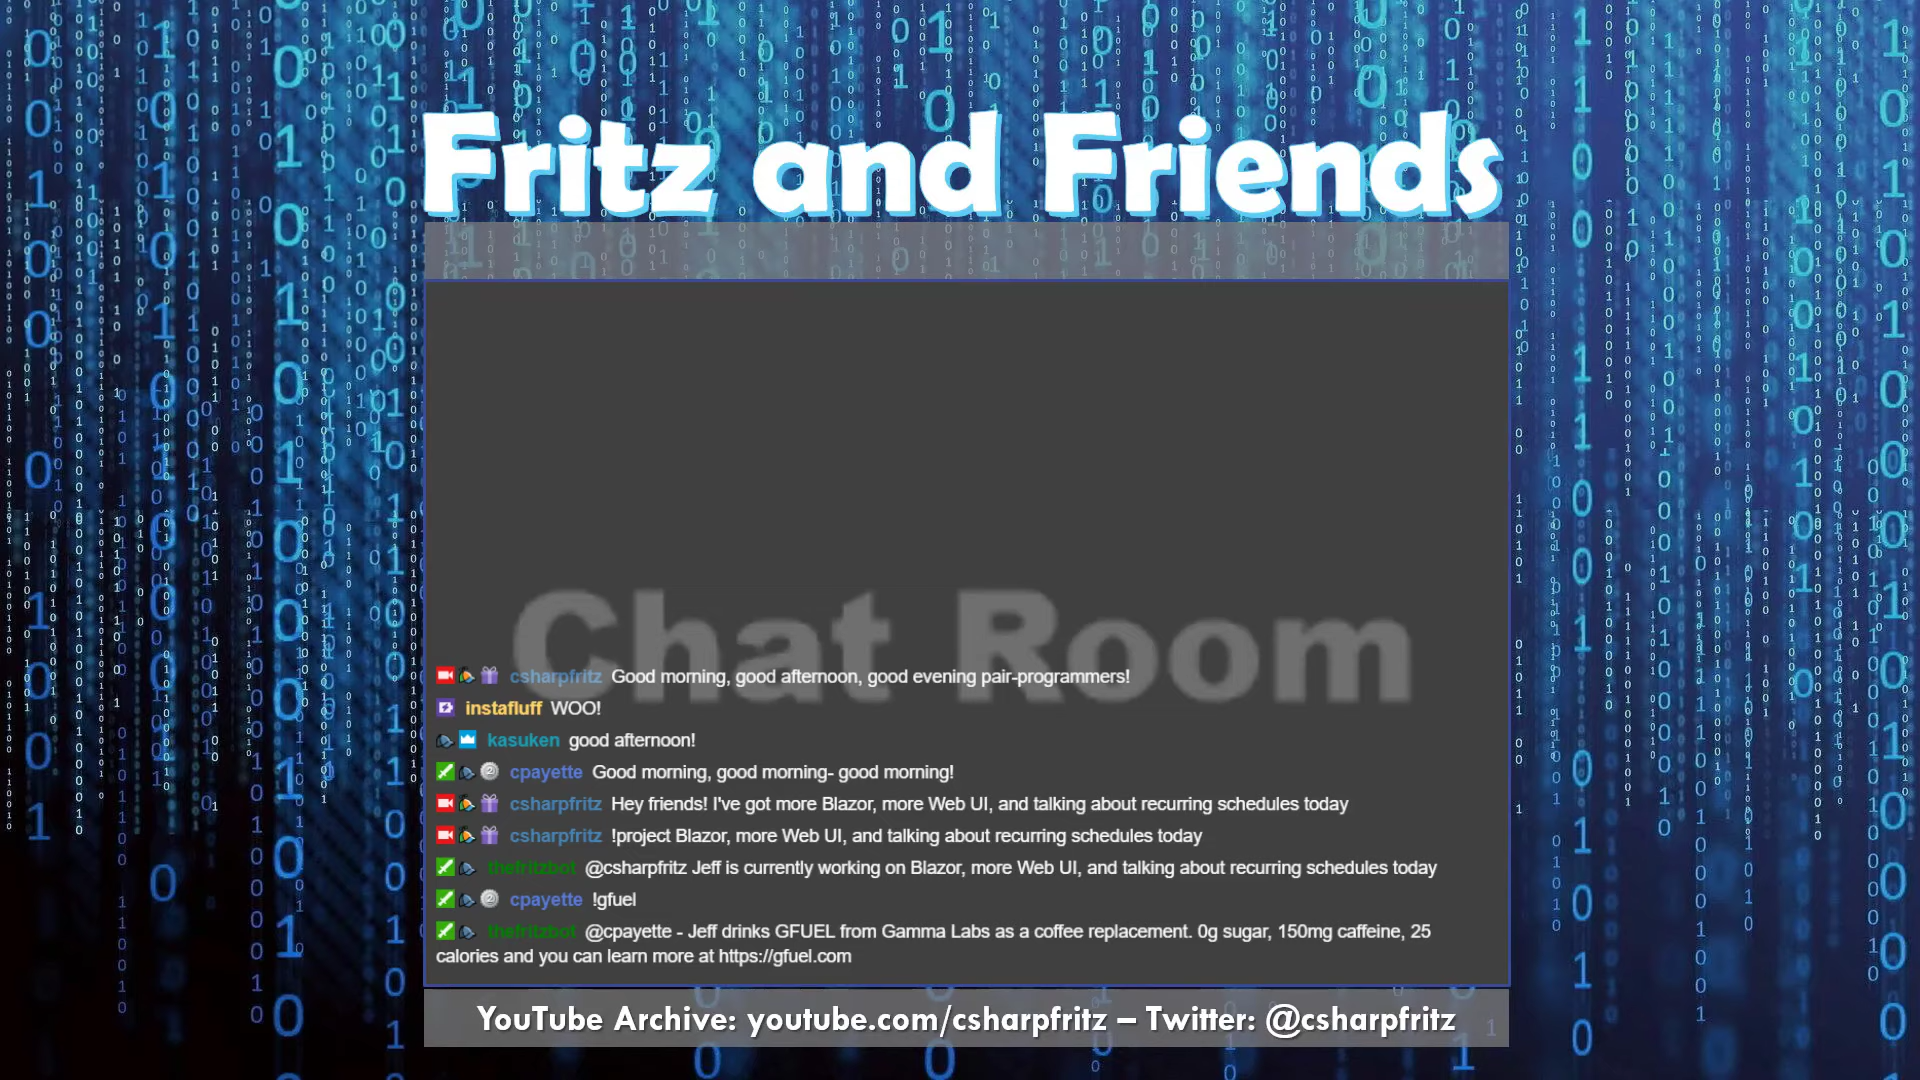 Fritz and Friends
Chat Room
csharpfritz Good morning, good afternoon, good evening pair-programmers!
instafluff WOO!
kasuken good afternoon!
cpayette Good morning, good morning- good morning!
csharpfritz Hey friends! I've got more Blazor, more Web UI, and talking about recurring schedules today
csharpfritz !project Blazor, more Web UI, and talking about recurring schedules today
thefritzbot @csharpfritz Jeff is currently working on Blazor, more Web UI, and talking about recurring schedules today
cpayette !gfuel
thefritzbot @cpayette - Jeff drinks GFUEL from Gamma Labs as a coffee replacement. 0g sugar, 150mg caffeine, 25
calories and you can learn more at https://gfuel.com
YouTube Archive: youtube.com/csharpfritz – Twitter: @csharpfritz